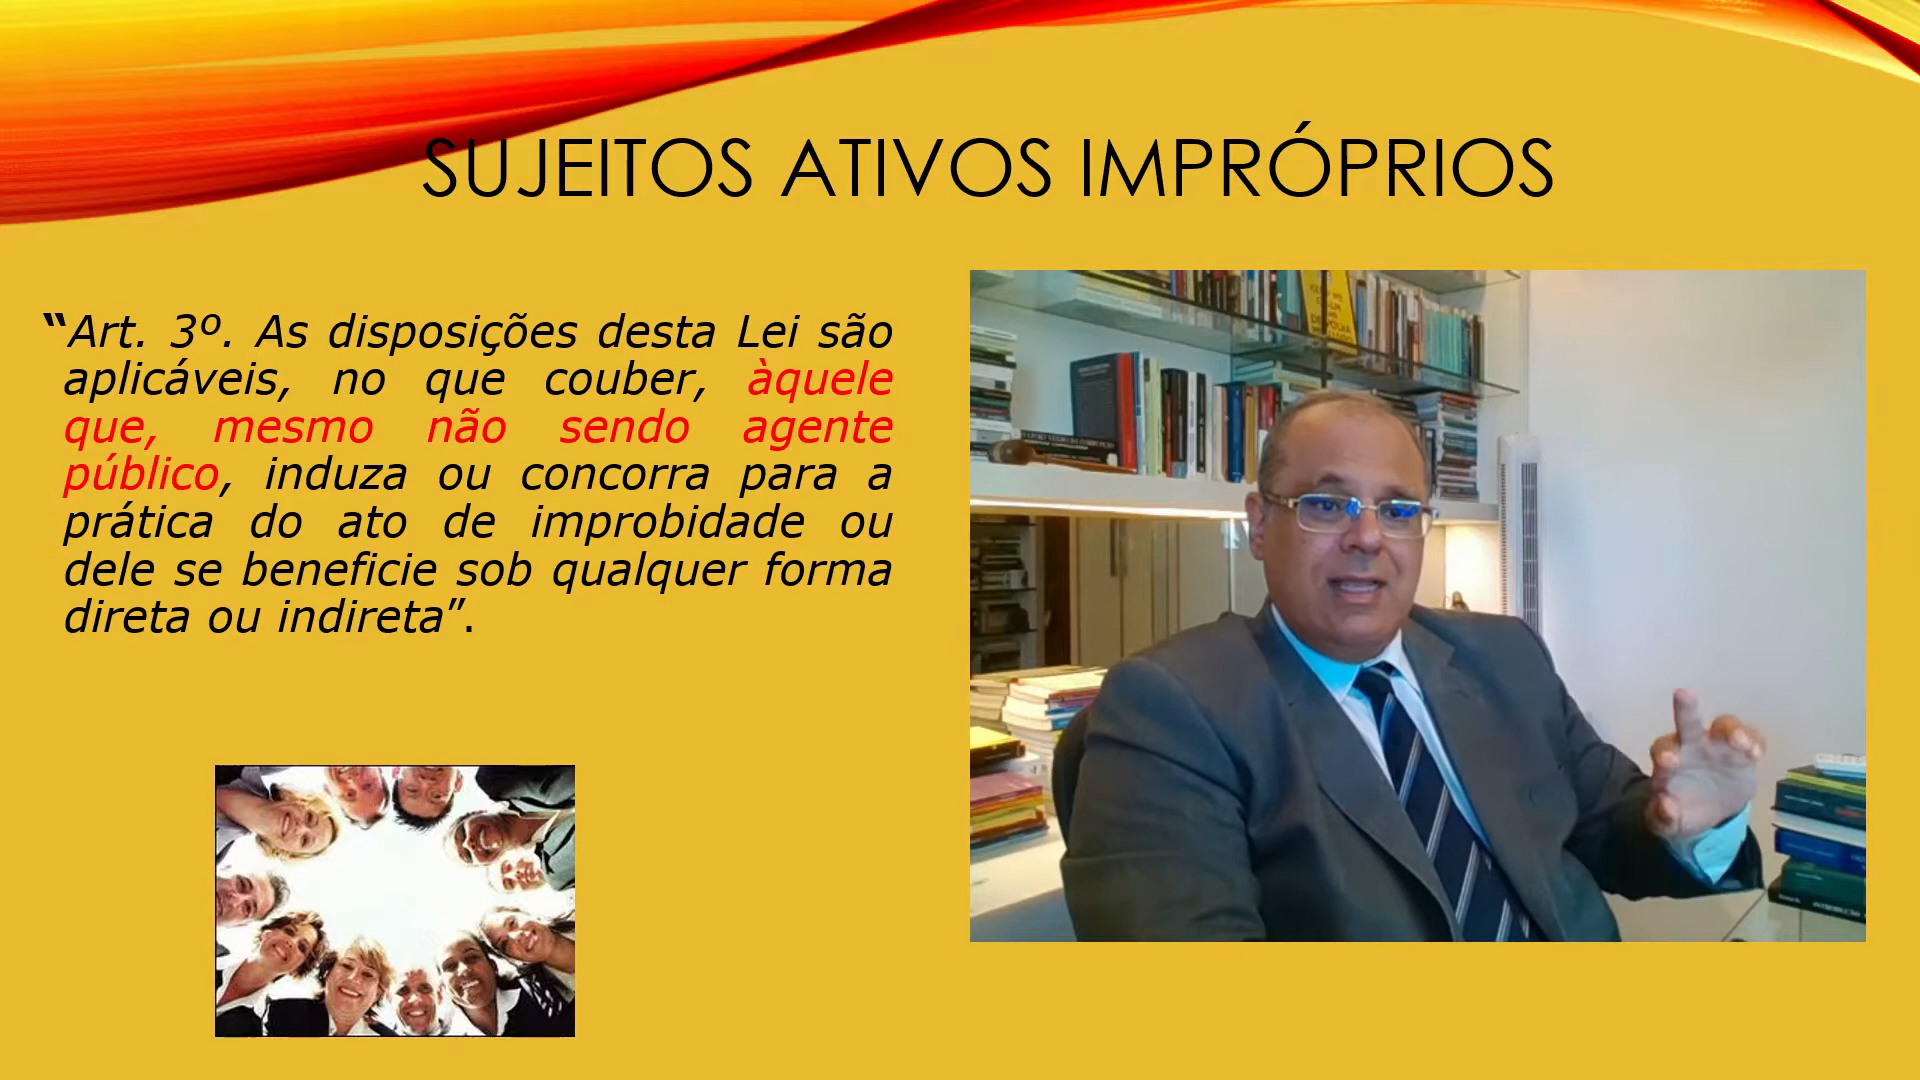 SUJEITOS ATIVOS IMPRÓPRIOS
“Art. 3º. As disposições desta Lei são
aplicáveis, no que couber, àquele
que, mesmo não sendo agente
público, induza ou concorra para a
prática do ato de improbidade ou
dele se beneficie sob qualquer forma
direta ou indireta”.